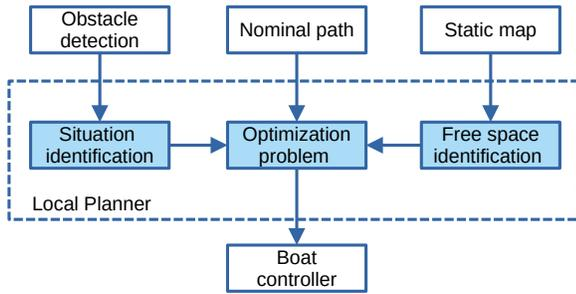 Obstacle
detection
Nominal path
Static map
Situation
identification
Optimization
problem
Free space
identification
Local Planner
Boat
controller